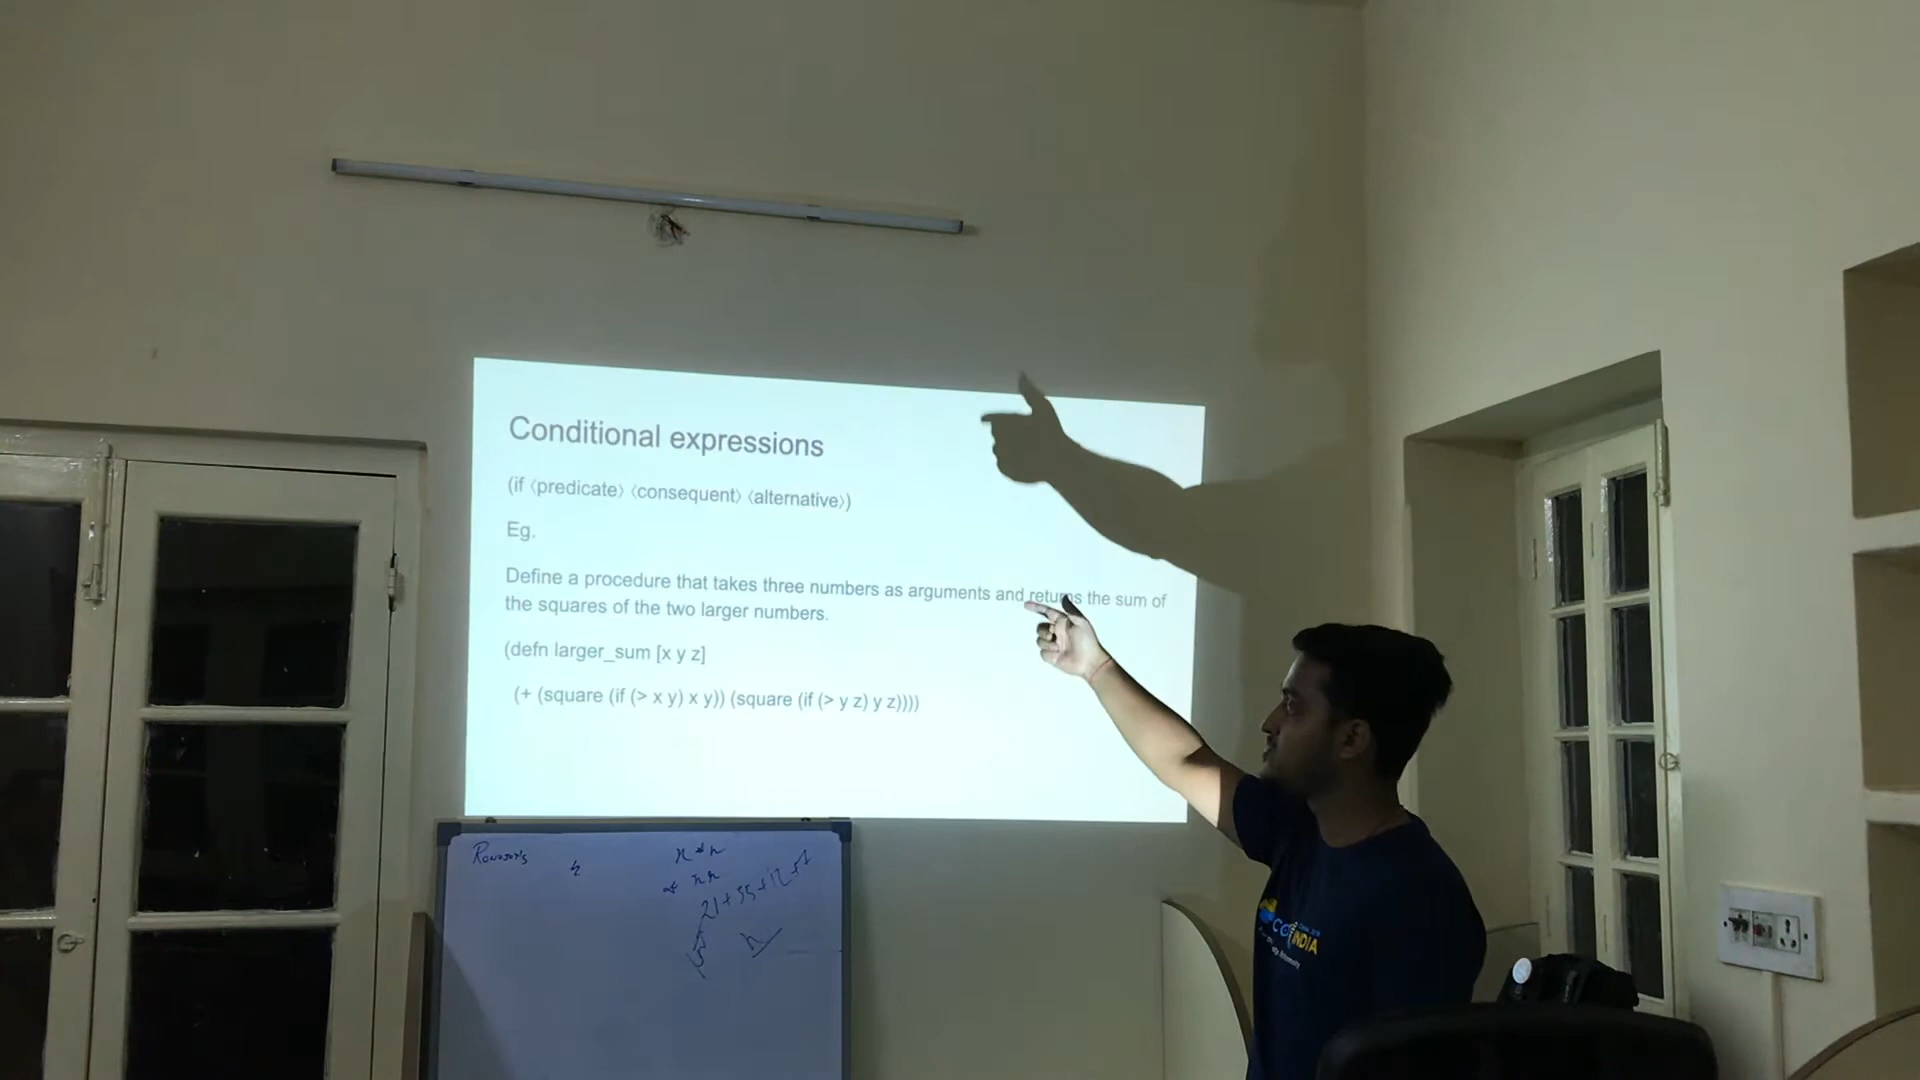 Conditional expressions
(if 〈predicate〉 〈consequent〉 〈alternative〉)
Eg.
Define a procedure that takes three numbers as arguments and returns the sum of
the squares of the two larger numbers.
(defn larger_sum [x y z]
(+ (square (if (> x y) x y)) (square (if (> y z) y z))))
INDIA